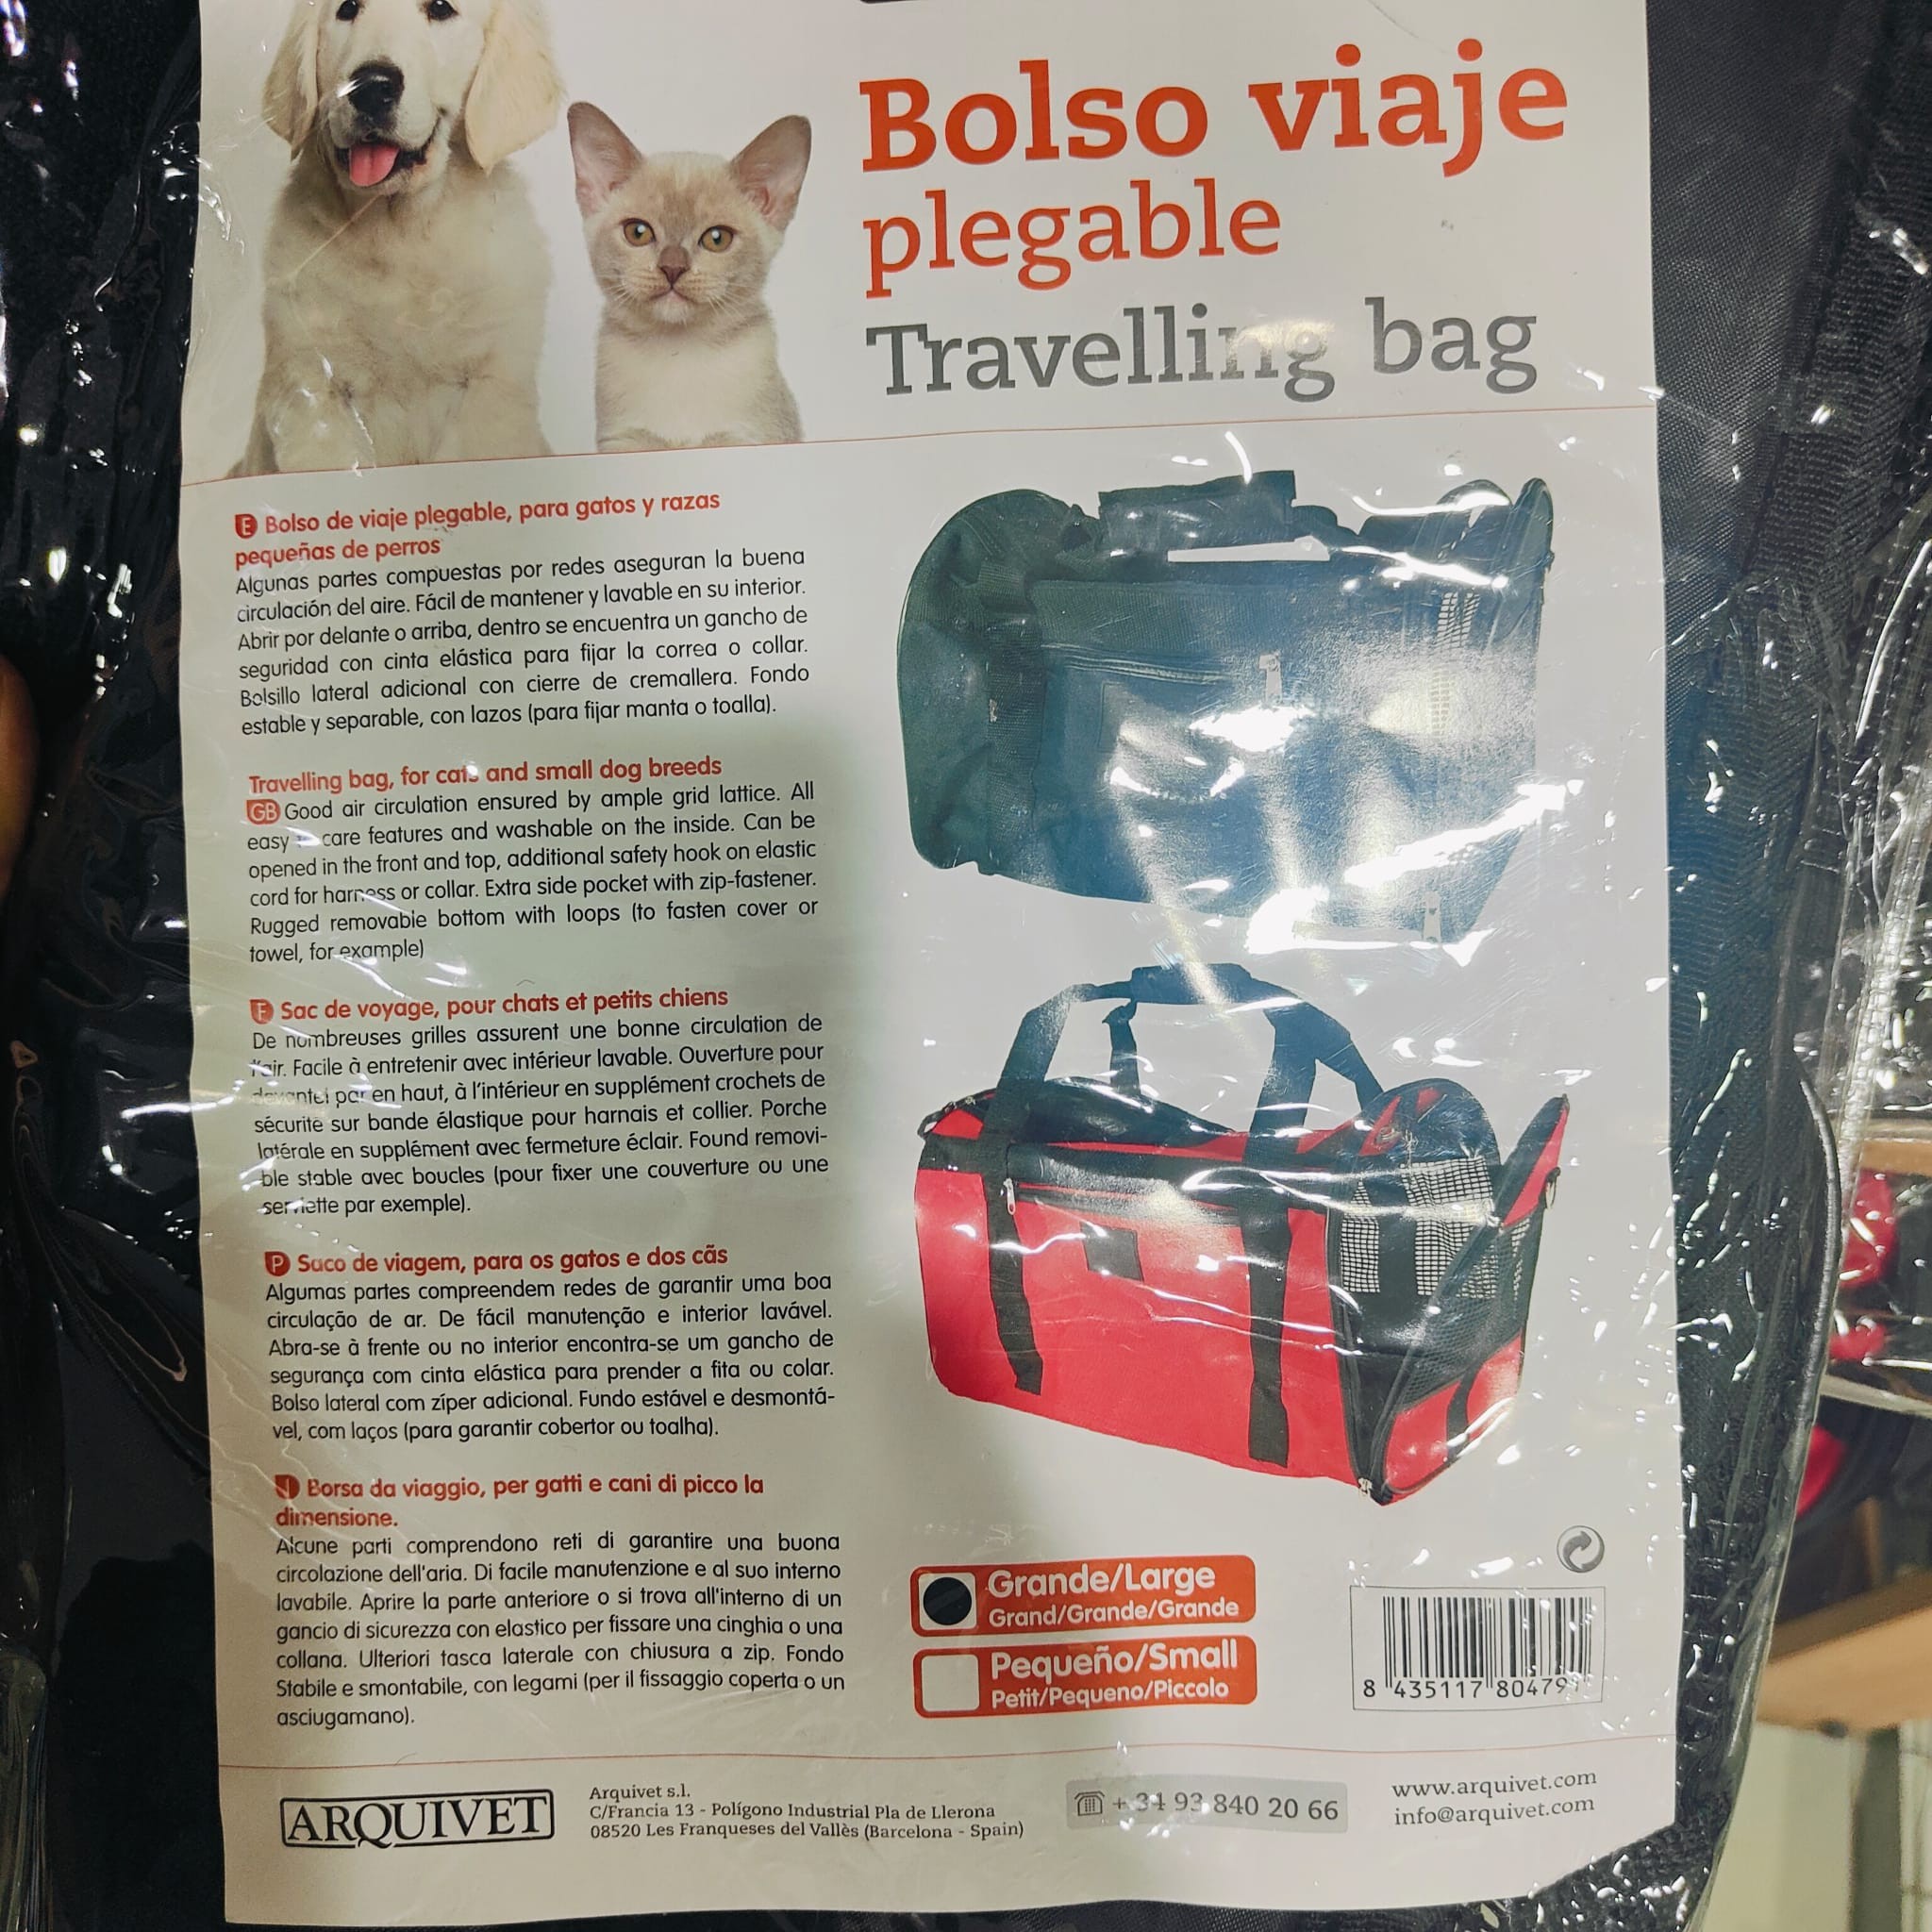 Bolso viaje
plegable
Travelling bag
E Bolso de viaje plegable, para gatos y razas
pequeñas de perros
Algunas partes compuestas por redes aseguran la buena
circulación del aire. Fácil de mantener y lavable en su interior.
Abrir por delante o arriba, dentro se encuentra un gancho de
seguridad con cinta elástica para fijar la correa o collar.
Bolsillo lateral adicional con cierre de cremallera. Fondo
estable y separable, con lazos (para fijar manta o toalla).
Travelling bag, for cats and small dog breeds
GB Good air circulation ensured by ample grid lattice. All
easy care features and washable on the inside. Can be
opened in the front and top, additional safety hook on elastic
cord for harness or collar. Extra side pocket with zip-fastener.
Rugged removable bottom with loops (to fasten cover or
towel, for example)
F Sac de voyage, pour chats et petits chiens
De nombreuses grilles assurent une bonne circulation de
l'air. Facile à entretenir avec intérieur lavable. Ouverture pour
par en haut, à l'intérieur en supplément crochets de
sécurite sur bande élastique pour harnais et collier. Porche
latérale en supplément avec fermeture éclair. Found removi-
ble stable avec boucles (pour fixer une couverture ou une
serviette par exemple).
P Saco de viagem, para os gatos e dos cãs
Algumas partes compreendem redes de garantir uma boa
circulação de ar. De fácil manutenção e interior lavável.
Abra-se à frente ou no interior encontra-se um gancho de
segurança com cinta elástica para prender a fita ou colar.
Bolso lateral com zíper adicional. Fundo estável e desmontá-
vel, com laços (para garantir cobertor ou toalha).
I Borsa da viaggio, per gatti e cani di picco la
dimensione.
Alcune parti comprendono reti di garantire una buona
circolazione dell'aria. Di facile manutenzione e al suo interno
lavabile. Aprire la parte anteriore o si trova all'interno di un
gancio di sicurezza con elastico per fissare una cinghia o una
collana. Ulteriori tasca laterale con chiusura a zip. Fondo
Stabile e smontabile, con legami (per il fissaggio coperta o un
asciugamano).
Grande/Large
Grand/Grande/Grande
Pequeño/Small
Petit/Pequeno/Piccolo
8 435117 80479
ARQUIVET
Arquivet s.l.
C/Francia 13 - Polígono Industrial Pla de Llerona
08520 Les Franqueses del Vallès (Barcelona - Spain)
+ 34 93 840 20 66
www.arquivet.com
info@arquivet.com